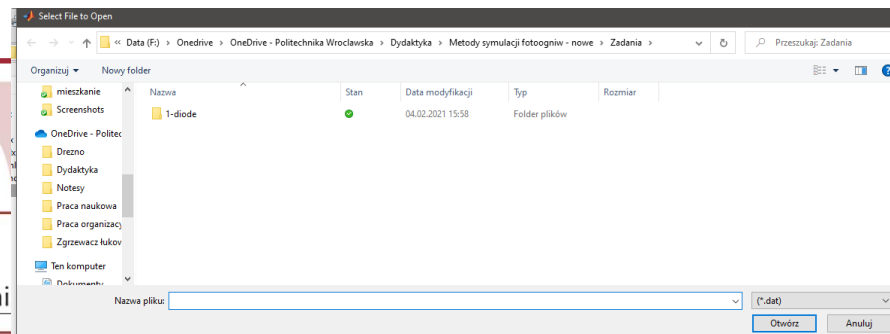 Select File to Open
« Data (F:) › Onedrive › OneDrive - Politechnika Wroclawska › Dydaktyka › Metody symulacji fotoogniw - nowe › Zadania ›
Przeszukaj: Zadania
Organizuj Nowy folder
mieszkanie
Screenshots
OneDrive - Politec
Drezno
Dydaktyka
Notesy
Praca naukowa
Praca organizacy
Zgrzewacz łukov
Ten komputer
Dokumenty
Nazwa Stan Data modyfikacji Typ Rozmiar
1-diode 04.02.2021 15:58 Folder plików
Nazwa pliku: (*.dat)
Otwórz Anuluj